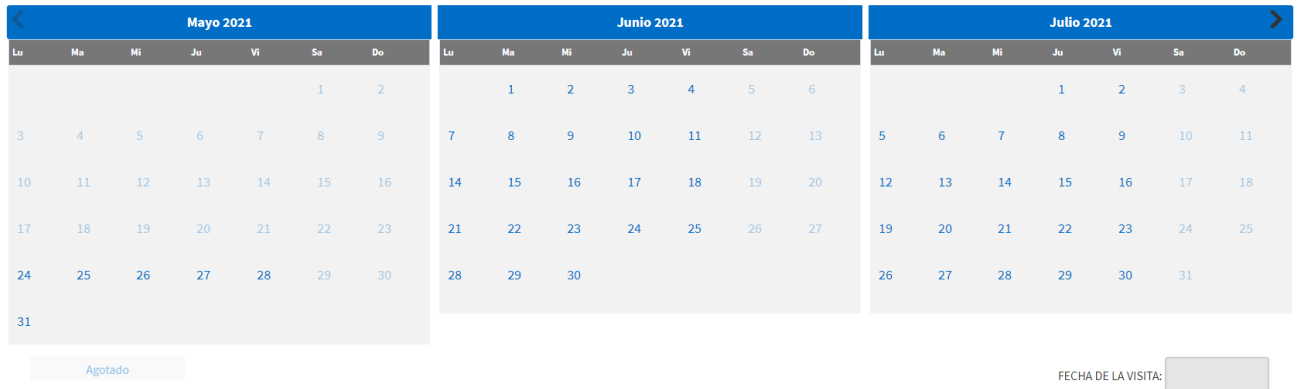 Mayo 2021
Lu Ma Mi Ju Vi Sa Do
1 2
3 4 5 6 7 8 9
10 11 12 13 14 15 16
17 18 19 20 21 22 23
24 25 26 27 28 29 30
31
Junio 2021
Lu Ma Mi Ju Vi Sa Do
1 2 3 4 5 6
7 8 9 10 11 12 13
14 15 16 17 18 19 20
21 22 23 24 25 26 27
28 29 30
Julio 2021
Lu Ma Mi Ju Vi Sa Do
1 2 3 4
5 6 7 8 9 10 11
12 13 14 15 16 17 18
19 20 21 22 23 24 25
26 27 28 29 30 31
Agotado
FECHA DE LA VISITA: